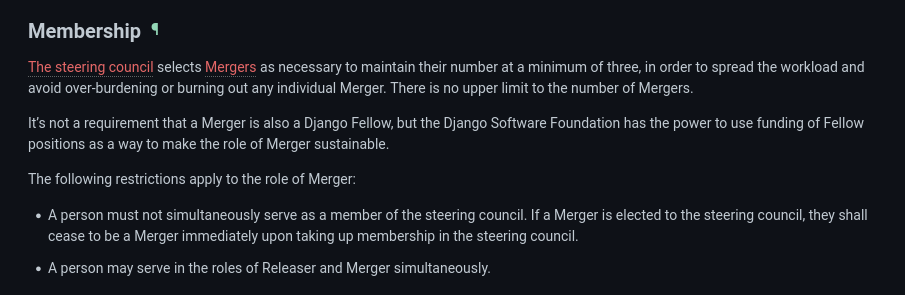 Membership ¶
The steering council selects Mergers as necessary to maintain their number at a minimum of three, in order to spread the workload and
avoid over-burdening or burning out any individual Merger. There is no upper limit to the number of Mergers.
It’s not a requirement that a Merger is also a Django Fellow, but the Django Software Foundation has the power to use funding of Fellow
positions as a way to make the role of Merger sustainable.
The following restrictions apply to the role of Merger:
• A person must not simultaneously serve as a member of the steering council. If a Merger is elected to the steering council, they shall
cease to be a Merger immediately upon taking up membership in the steering council.
• A person may serve in the roles of Releaser and Merger simultaneously.